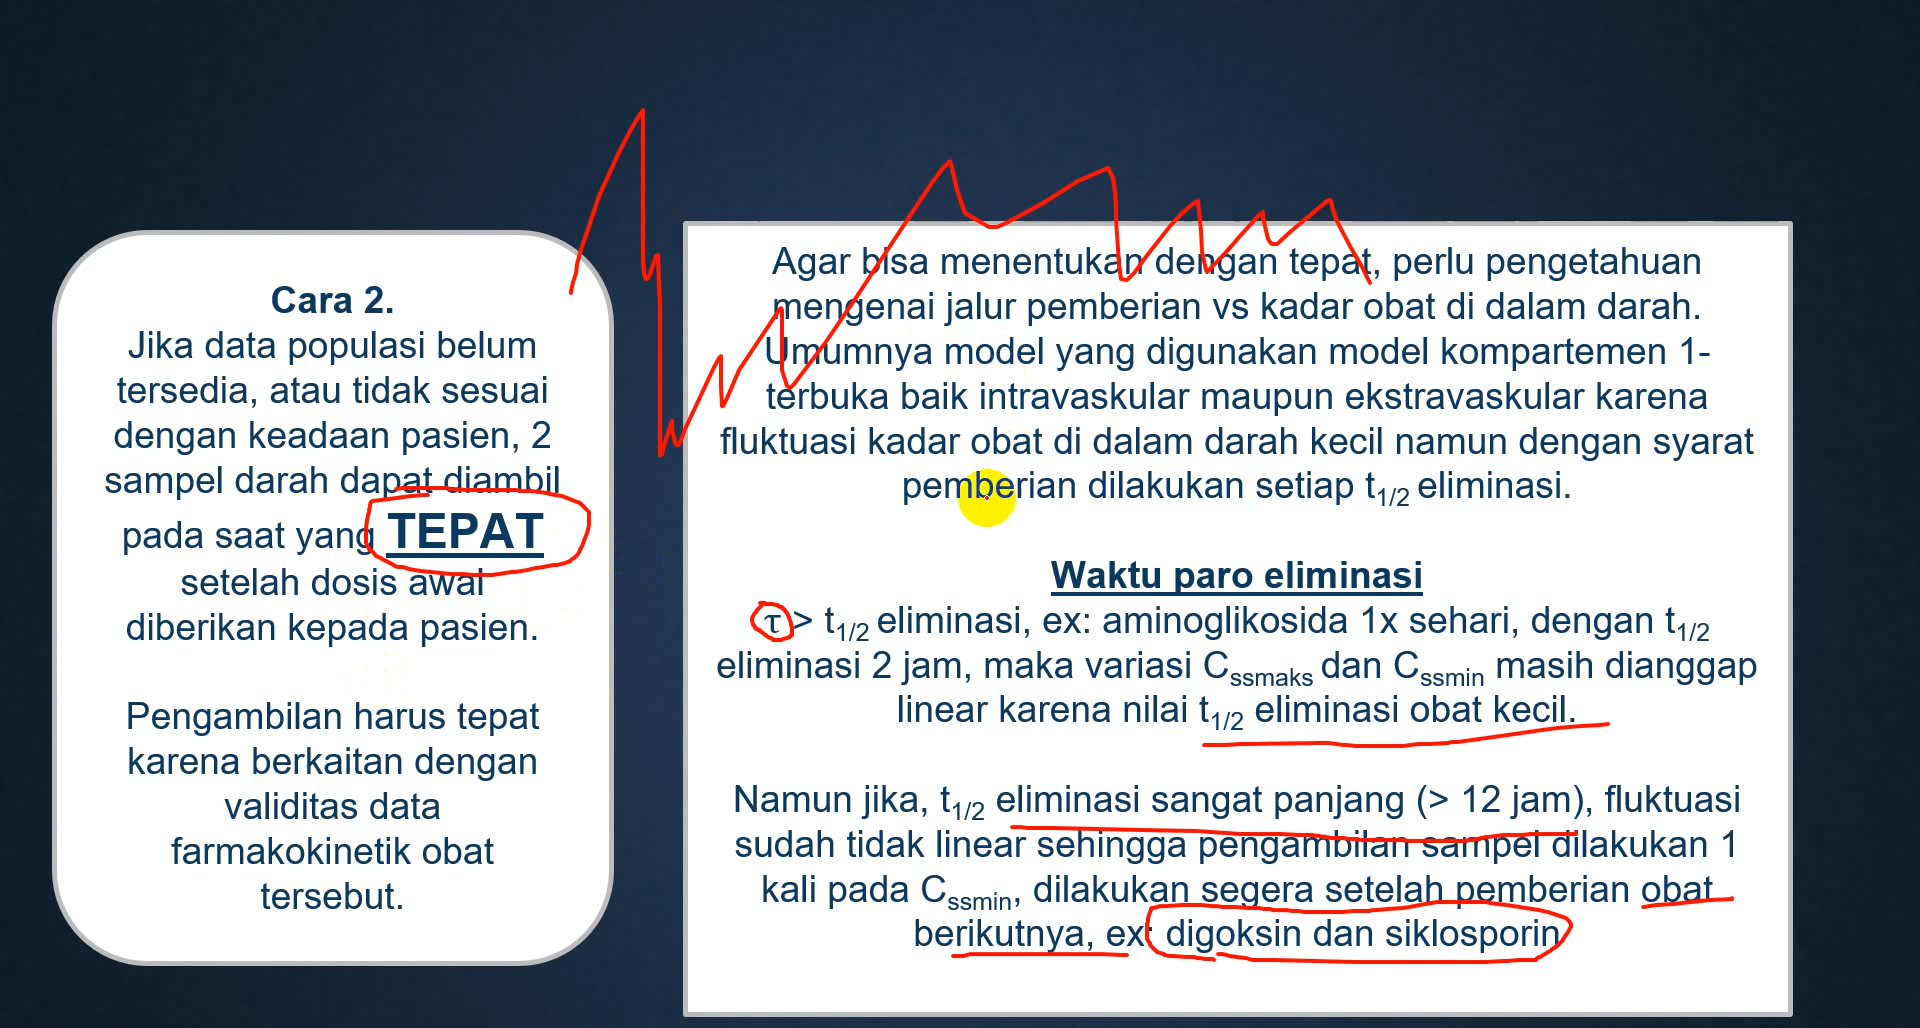 Cara 2.
Jika data populasi belum
tersedia, atau tidak sesuai
dengan keadaan pasien, 2
sampel darah dapat diambil
pada saat yang TEPAT
setelah dosis awal
diberikan kepada pasien.
Pengambilan harus tepat
karena berkaitan dengan
validitas data
farmakokinetik obat
tersebut.
Agar bisa menentukan dengan tepat, perlu pengetahuan
mengenai jalur pemberian vs kadar obat di dalam darah.
Umumnya model yang digunakan model kompartemen 1-
terbuka baik intravaskular maupun ekstravaskular karena
fluktuasi kadar obat di dalam darah kecil namun dengan syarat
pemberian dilakukan setiap t1/2 eliminasi.
Waktu paro eliminasi
τ > t1/2 eliminasi, ex: aminoglikosida 1x sehari, dengan t1/2
eliminasi 2 jam, maka variasi Cssmaks dan Cssmin masih dianggap
linear karena nilai t1/2 eliminasi obat kecil.
Namun jika, t1/2 eliminasi sangat panjang (> 12 jam), fluktuasi
sudah tidak linear sehingga pengambilan sampel dilakukan 1
kali pada Cssmin, dilakukan segera setelah pemberian obat
berikutnya, ex: digoksin dan siklosporin